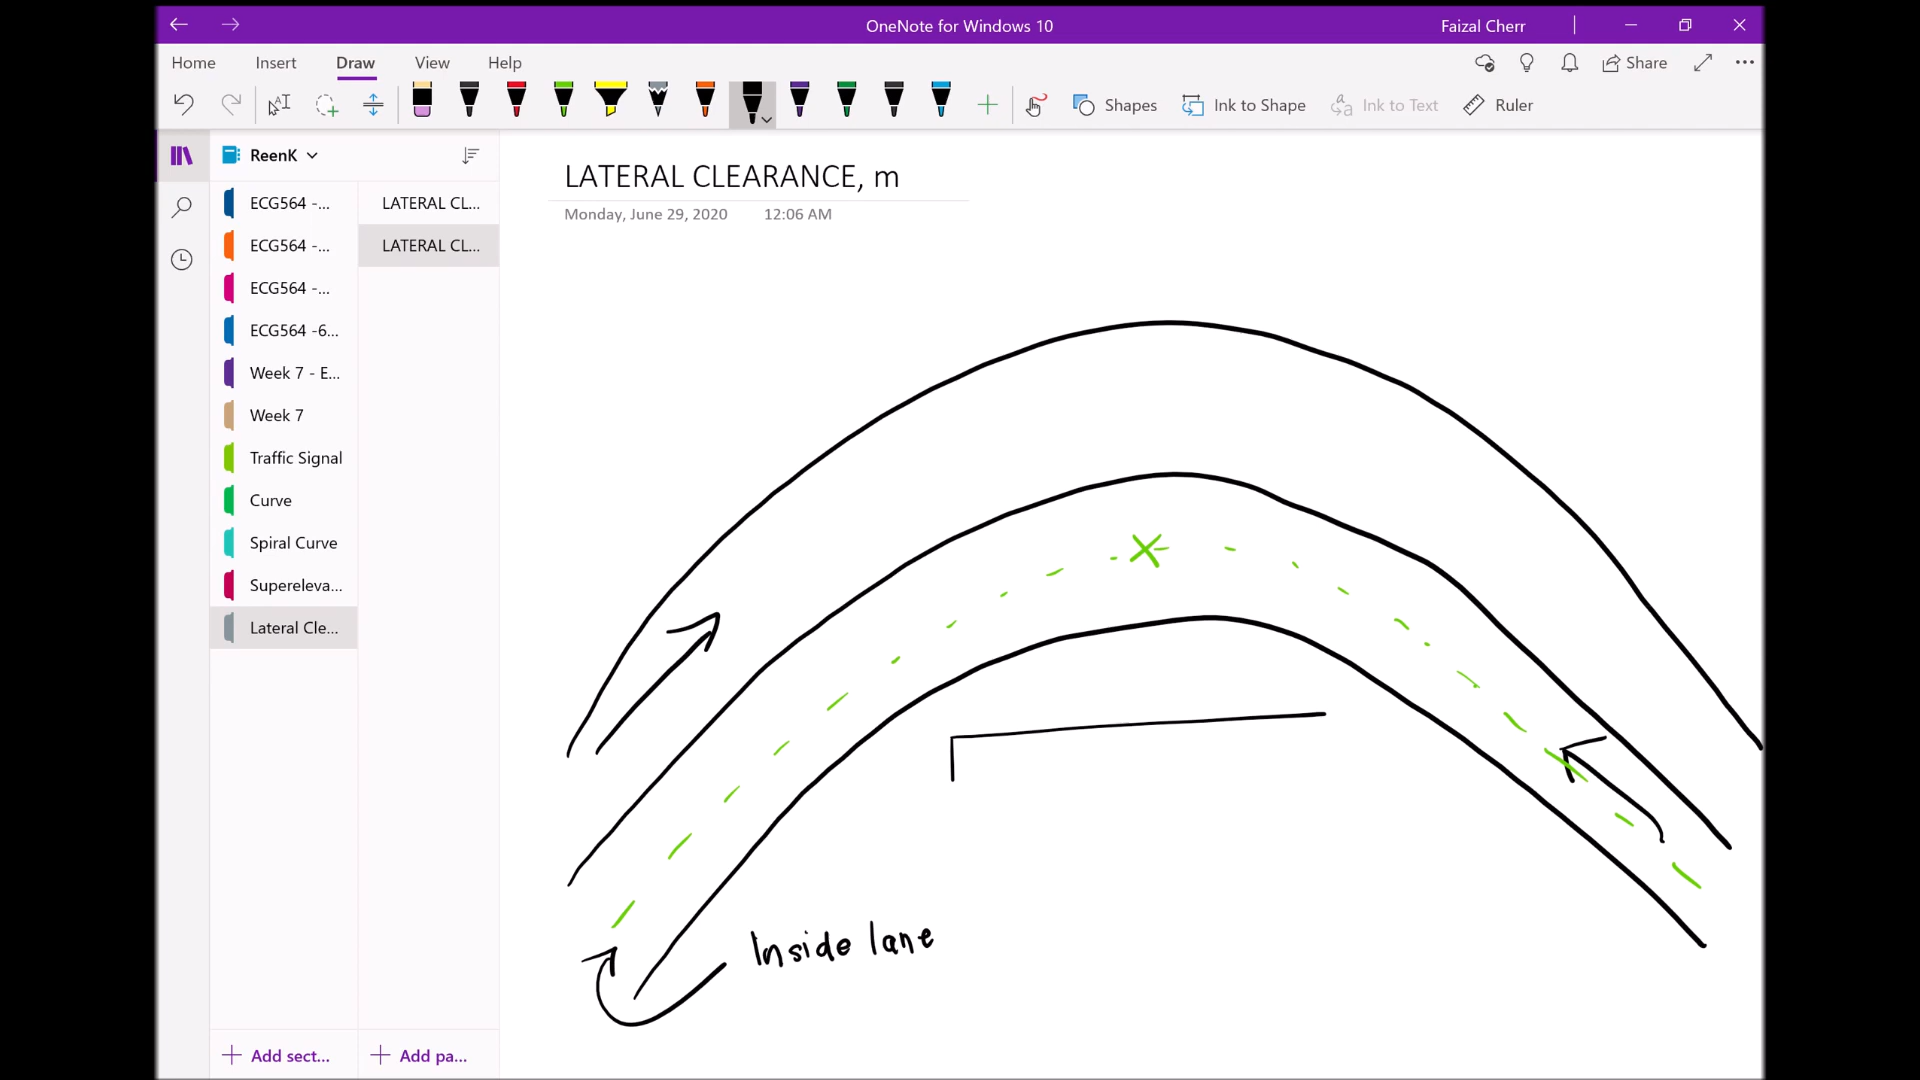 OneNote for Windows 10
Faizal Cherr
Home Insert Draw View Help
Share
Shapes
Ink to Shape
Ink to Text
Ruler
ReenK
ECG564 -...
ECG564 -...
ECG564 -...
ECG564 -6...
Week 7 - E...
Week 7
Traffic Signal
Curve
Spiral Curve
Supereleva...
Lateral Cle...
Add sect...
LATERAL CL...
LATERAL CL...
Add pa...
LATERAL CLEARANCE, m
Monday, June 29, 2020 12:06 AM
Inside lane